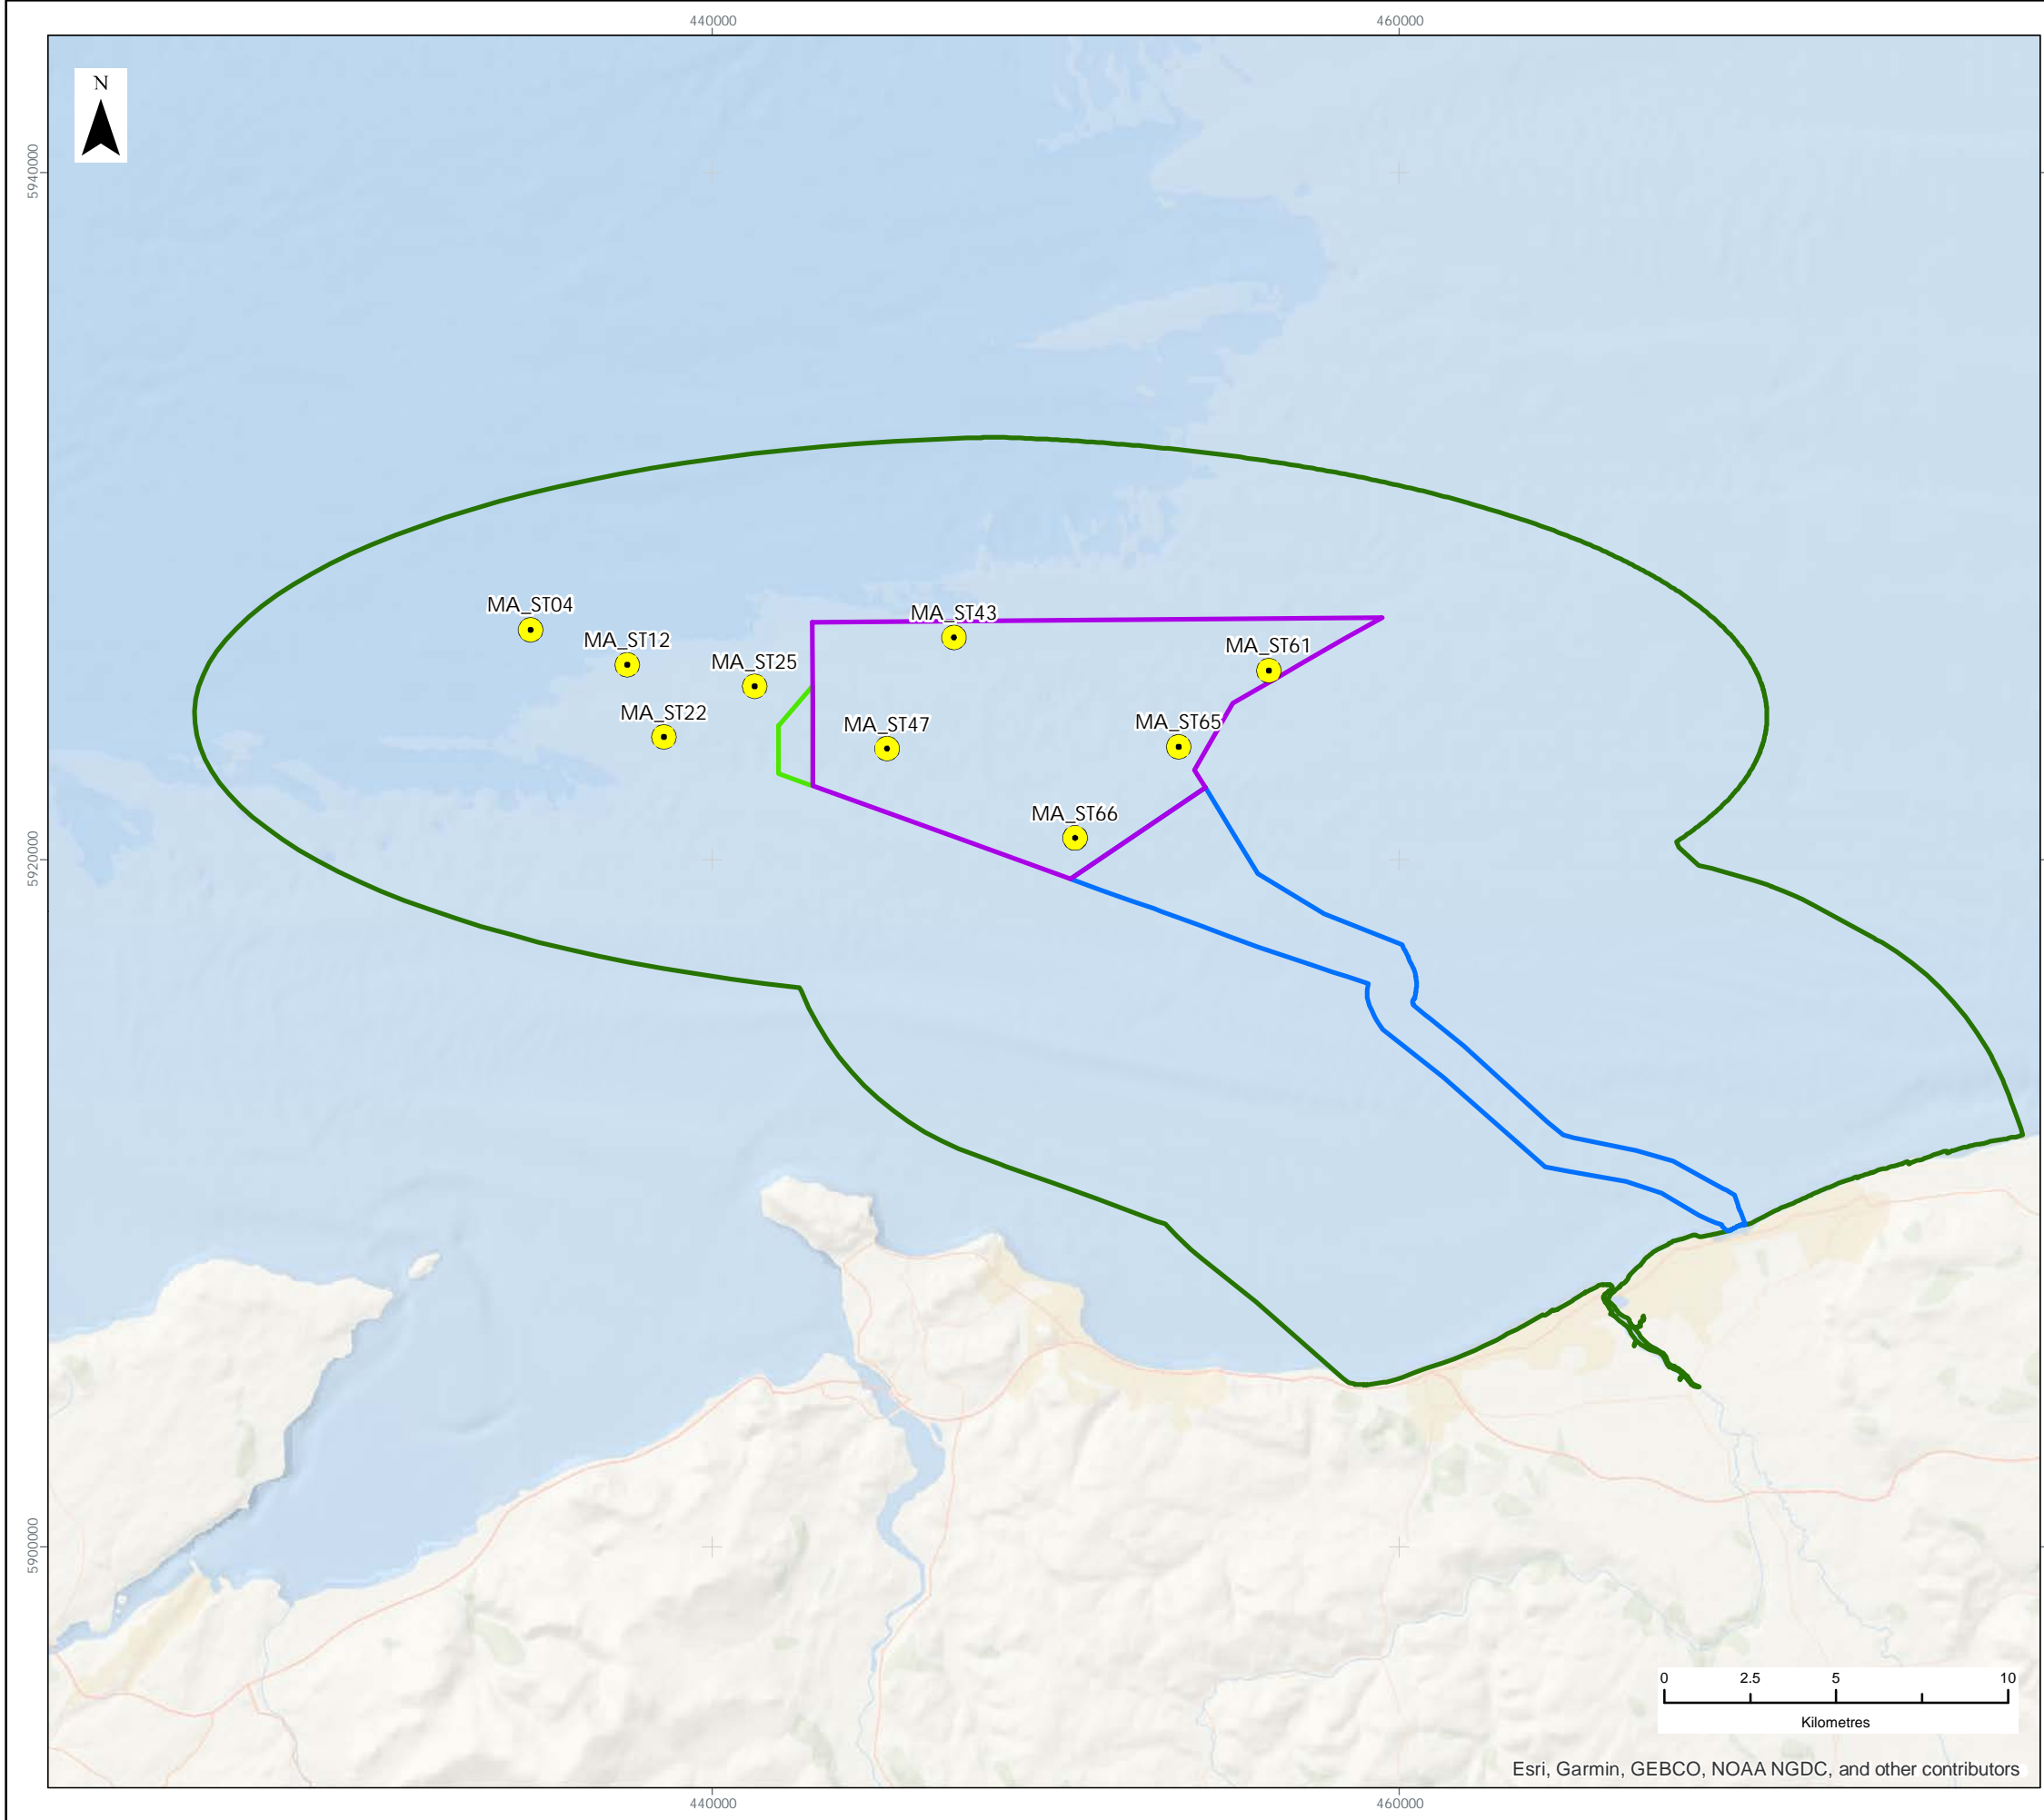 440000
460000
N
5940000
MA_ST04
MA_ST43
MA_ST12
MA_ST61
MA_ST25
MA_ST22
MA_ST65
MA_ST47
MA_ST66
5920000
5900000
0 2.5 5 10
Kilometres
Esri, Garmin, GEBCO, NOAA NGDC, and other contributors
440000
460000